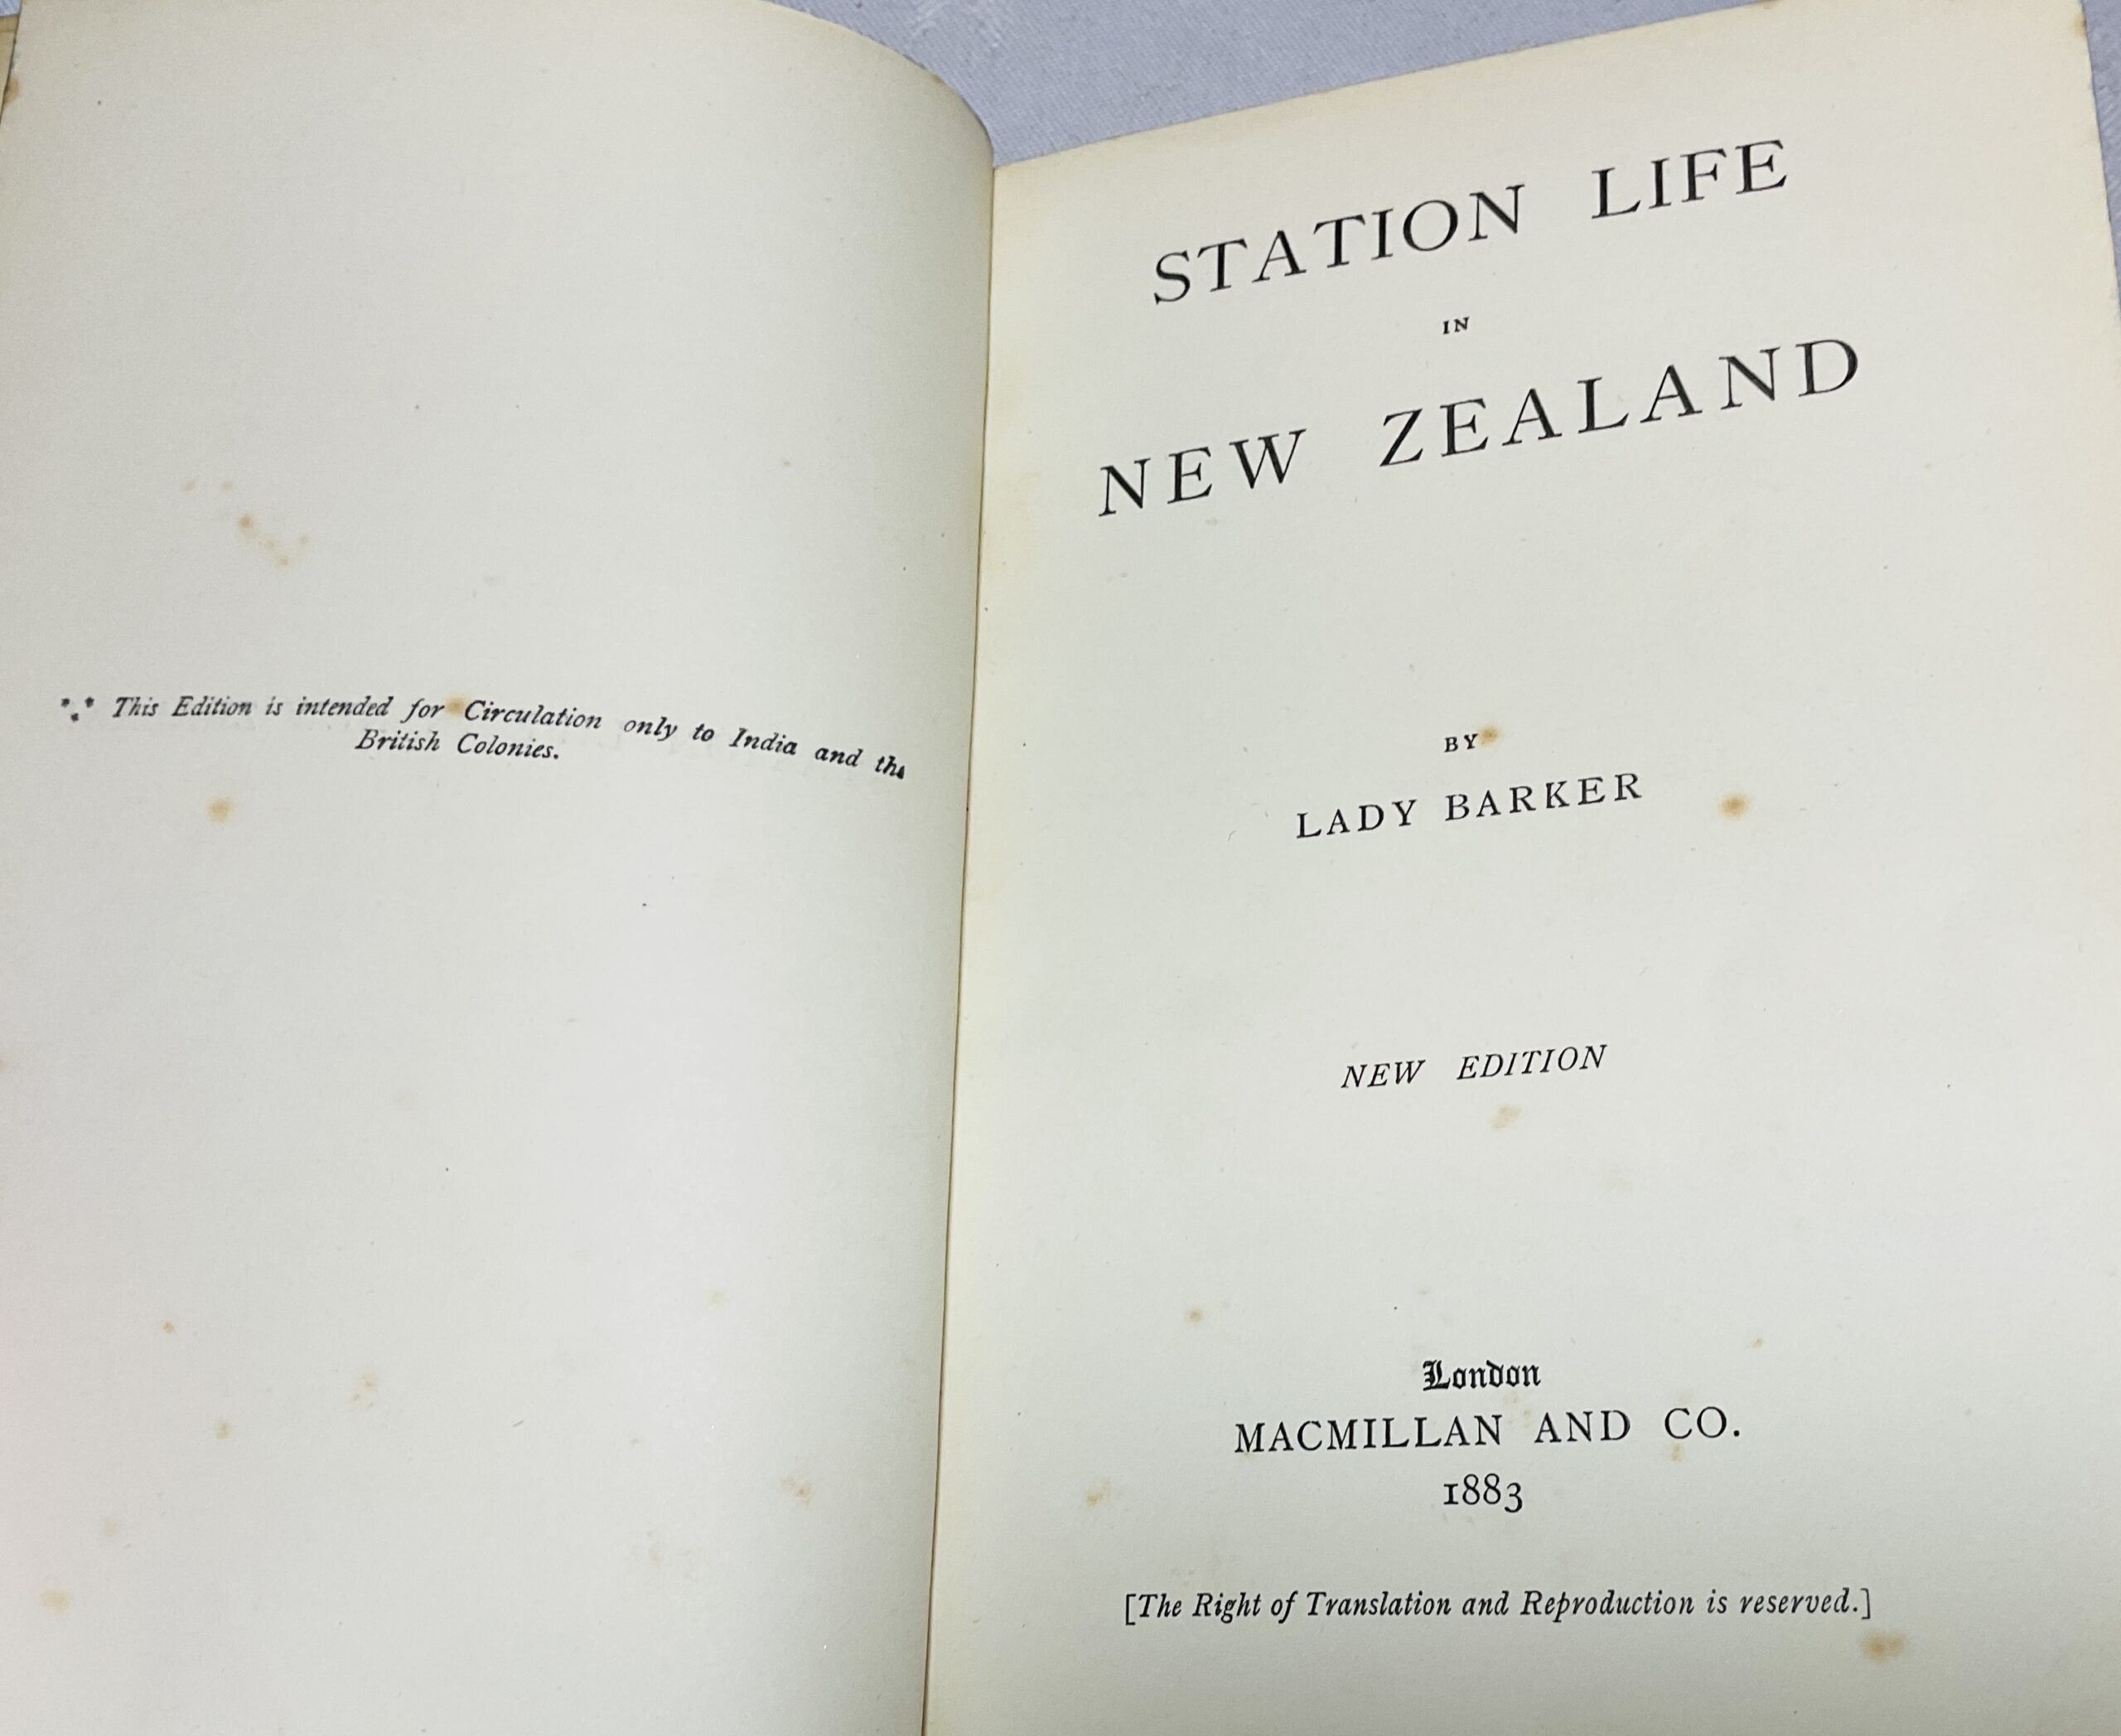 ⁂ This Edition is intended for Circulation only to India and the
British Colonies.
STATION LIFE
IN
NEW ZEALAND
BY
LADY BARKER
NEW EDITION
London
MACMILLAN AND CO.
1883
[The Right of Translation and Reproduction is reserved.]